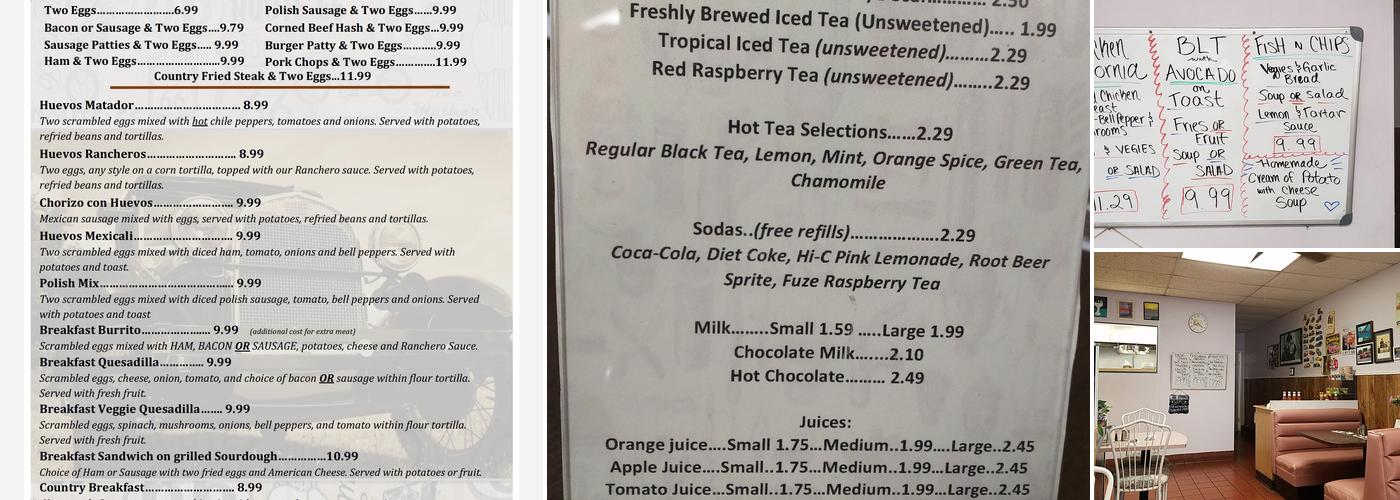 Two Eggs........................6.99
Bacon or Sausage & Two Eggs....9.79
Sausage Patties & Two Eggs..... 9.99
Ham & Two Eggs..................9.99
Polish Sausage & Two Eggs.....9.99
Corned Beef Hash & Two Eggs...9.99
Burger Patty & Two Eggs..........9.99
Pork Chops & Two Eggs............11.99
Country Fried Steak & Two Eggs...11.99
Huevos Matador.............................. 8.99
Two scrambled eggs mixed with hot chile peppers, tomatoes and onions. Served with potatoes,
refried beans and tortillas.
Huevos Rancheros......................... 8.99
Two eggs, any style on a corn tortilla, topped with our Ranchero sauce. Served with potatoes,
refried beans and tortillas.
Chorizo con Huevos....................... 9.99
Mexican sausage mixed with eggs, served with potatoes, refried beans and tortillas.
Huevos Mexicali............................ 9.99
Two scrambled eggs mixed with diced ham, tomato, onions and bell peppers. Served with
potatoes and toast.
Polish Mix..................................... 9.99
Two scrambled eggs mixed with diced polish sausage, tomato, bell peppers and onions. Served
with potatoes and toast
Breakfast Burrito.................... 9.99 (additional cost for extra meat)
Scrambled eggs mixed with HAM, BACON OR SAUSAGE, potatoes, cheese and Ranchero Sauce.
Breakfast Quesadilla............. 9.99
Scrambled eggs, cheese, onion, tomato, and choice of bacon OR sausage within flour tortilla.
Served with fresh fruit.
Breakfast Veggie Quesadilla....... 9.99
Scrambled eggs, spinach, mushrooms, onions, bell peppers, and tomato within flour tortilla.
Served with fresh fruit.
Breakfast Sandwich on grilled Sourdough.............10.99
Choice of Ham or Sausage with two fried eggs and American Cheese. Served with potatoes or fruit.
Country Breakfast......................... 8.99
Freshly Brewed Iced Tea (Unsweetened)..... 1.99
Tropical Iced Tea (unsweetened).........2.29
Red Raspberry Tea (unsweetened)........2.29
Hot Tea Selections......2.29
Regular Black Tea, Lemon, Mint, Orange Spice, Green Tea,
Chamomile
Sodas..(free refills)....................2.29
Coca-Cola, Diet Coke, Hi-C Pink Lemonade, Root Beer
Sprite, Fuze Raspberry Tea
Milk........Small 1.59 .....Large 1.99
Chocolate Milk.......2.10
Hot Chocolate......... 2.49
Juices:
Orange juice....Small 1.75...Medium..1.99....Large..2.45
Apple Juice....Small..1.75...Medium..1.99...Large..2.45
Tomato Juice...Small..1.75...Medium..1.99...Large..2.45
Chicken
& VEGIES
OR SALAD
11.29
BLT
with
AVOCADO
on
Toast
Fries OR
Fruit
Soup OR
SALAD
9 99
FISH N CHIPS
Vegies & Garlic
Bread
Soup OR Salad
Lemon & Tartar
Sauce
9.99
Homemade
Cream of Potato
with cheese
Soup